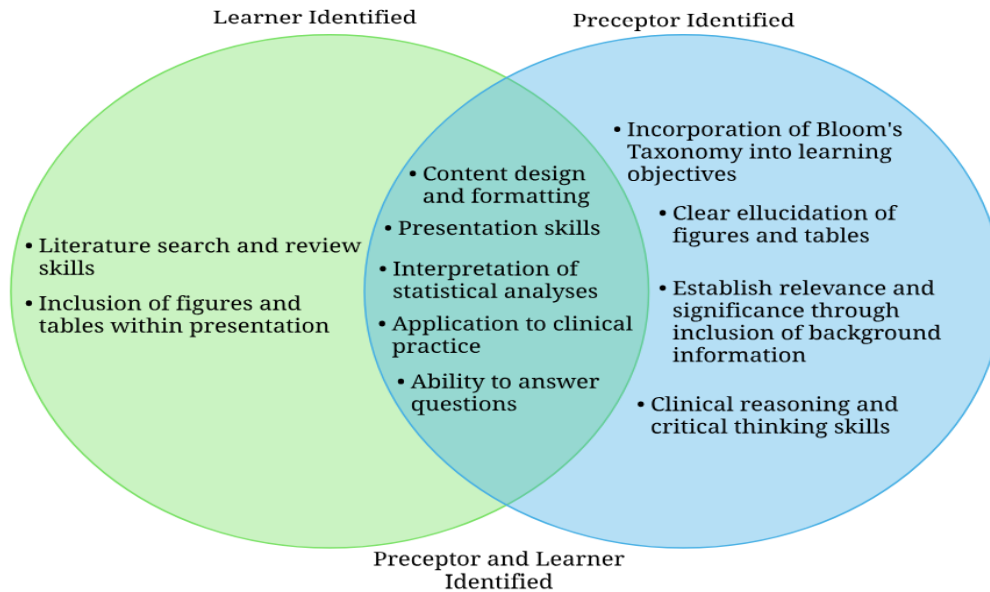 Learner Identified
Preceptor Identified
• Literature search and review
skills
• Inclusion of figures and
tables within presentation
• Content design
and formatting
• Presentation skills
• Interpretation of
statistical analyses
• Application to clinical
practice
• Ability to answer
questions
• Incorporation of Bloom's
Taxonomy into learning
objectives
• Clear ellucidation of
figures and tables
• Establish relevance and
significance through
inclusion of background
information
• Clinical reasoning and
critical thinking skills
Preceptor and Learner
Identified